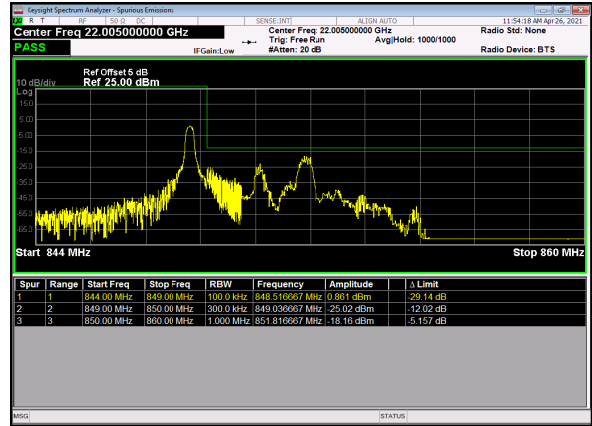 Keysight Spectrum Analyzer - Spurious Emissions
R T RF 50 Ω DC SENSE:INT ALIGN AUTO 11:54:18 AM Apr 26, 2021
Center Freq 22.005000000 GHz Center Freq: 22.005000000 GHz Radio Std: None
Trig: Free Run Avg|Hold: 1000/1000
PASS IFGain:Low #Atten: 20 dB Radio Device: BTS
Ref Offset 5 dB
10 dB/div Ref 25.00 dBm
Log
15.0
5.00
-5.00
-15.0
-25.0
-35.0
-45.0
-55.0
-65.0
Start 844 MHz Stop 860 MHz
Spur Range Start Freq Stop Freq RBW Frequency Amplitude Δ Limit
1 1 844.00 MHz 849.00 MHz 100.0 kHz 848.516667 MHz 0.861 dBm -29.14 dB
2 2 849.00 MHz 850.00 MHz 300.0 kHz 849.036667 MHz -25.02 dBm -12.02 dB
3 3 850.00 MHz 860.00 MHz 1.000 MHz 851.816667 MHz -18.16 dBm -5.157 dB
MSG STATUS